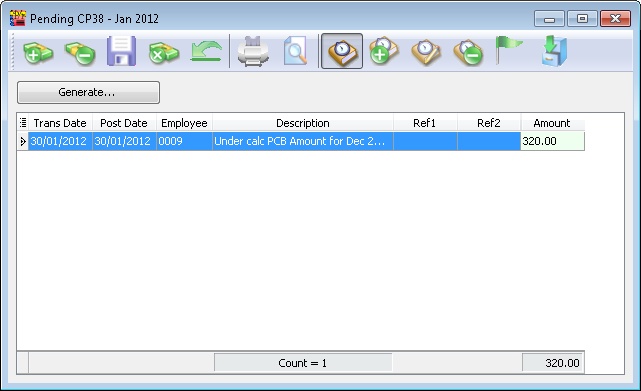 Pending CP38 - Jan 2012
Generate...
Trans Date Post Date Employee Description Ref1 Ref2 Amount
30/01/2012 30/01/2012 0009 Under calc PCB Amount for Dec 2... 320.00
Count = 1 320.00